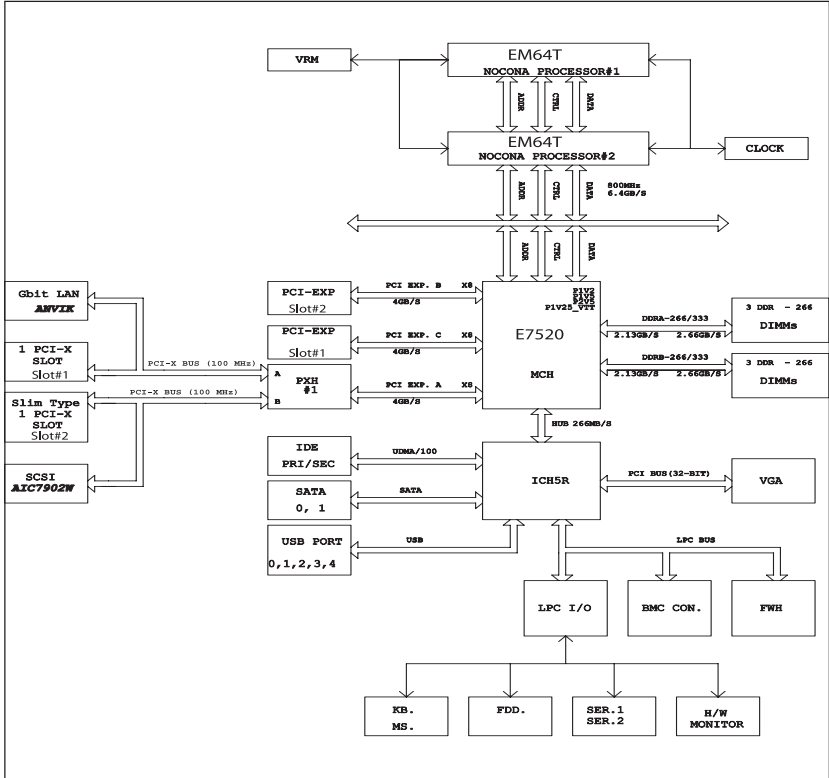 EM64T
NOCONA PROCESSOR#1
VRM
ADDR
CTRL
DATA
EM64T
NOCONA PROCESSOR#2
CLOCK
ADDR
CTRL
DATA
800MHz
6.4GB/S
ADDR
CTRL
DATA
Gbit LAN
ANVIK
1 PCI-X
SLOT
Slot#1
Slim Type
1 PCI-X
SLOT
Slot#2
SCSI
AIC7902W
PCI-X BUS (100 MHz)
PCI-X BUS (100 MHz)
PCI-EXP
Slot#2
PCI-EXP
Slot#1
A
PXH
#1
B
PCI EXP. B X8
4GB/S
PCI EXP. C X8
4GB/S
PCI EXP. A X8
4GB/S
P1V25_VTT
E7520
MCH
DDRA-266/333
2.13GB/S 2.66GB/S
3 DDR - 266
DIMMs
DDRB-266/333
2.13GB/S 2.66GB/S
3 DDR - 266
DIMMs
HUB 266MB/S
IDE
PRI/SEC
UDMA/100
SATA
0, 1
SATA
USB PORT
0,1,2,3,4
USB
ICH5R
PCI BUS(32-BIT)
VGA
LPC BUS
LPC I/O
BMC CON.
FWH
KB.
MS.
FDD.
SER.1
SER.2
H/W
MONITOR